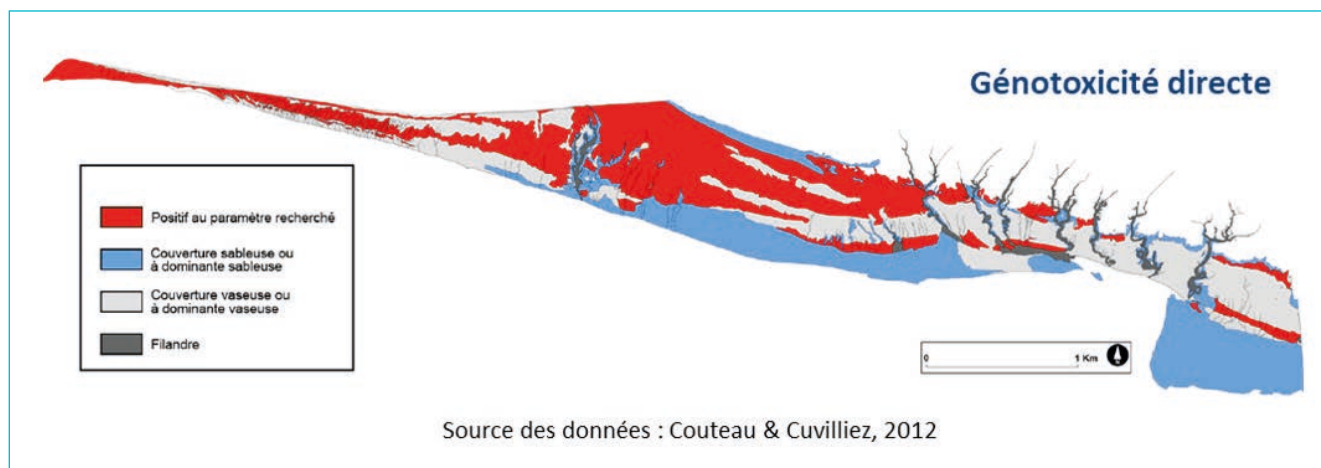 Génotoxicité directe
Positif au paramètre recherché
Couverture sableuse ou
à dominante sableuse
Couverture vaseuse ou
à dominante vaseuse
Filandre
0 1 Km
Source des données : Couteau & Cuvilliez, 2012